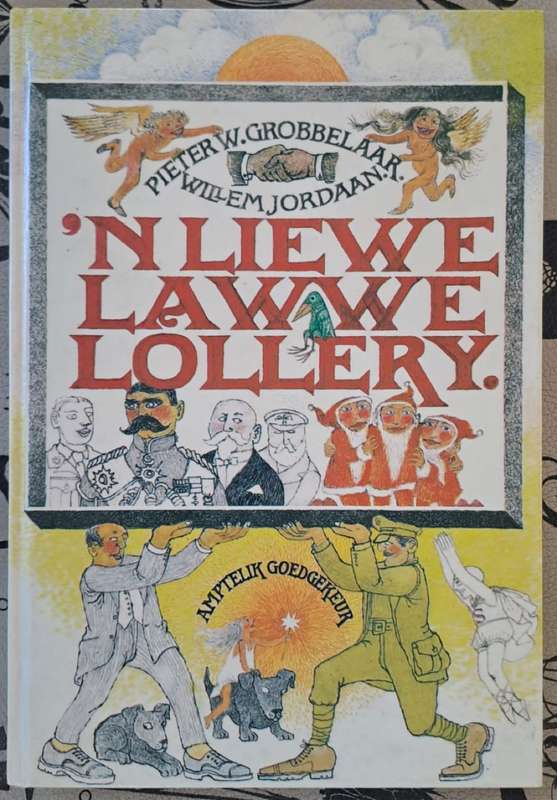 PIETER W. GROBBELAAR.
WILLEM JORDAAN.
'N LIEWE
LAWWE
LOLLERY.
AMPTELIK GOEDGEKEUR